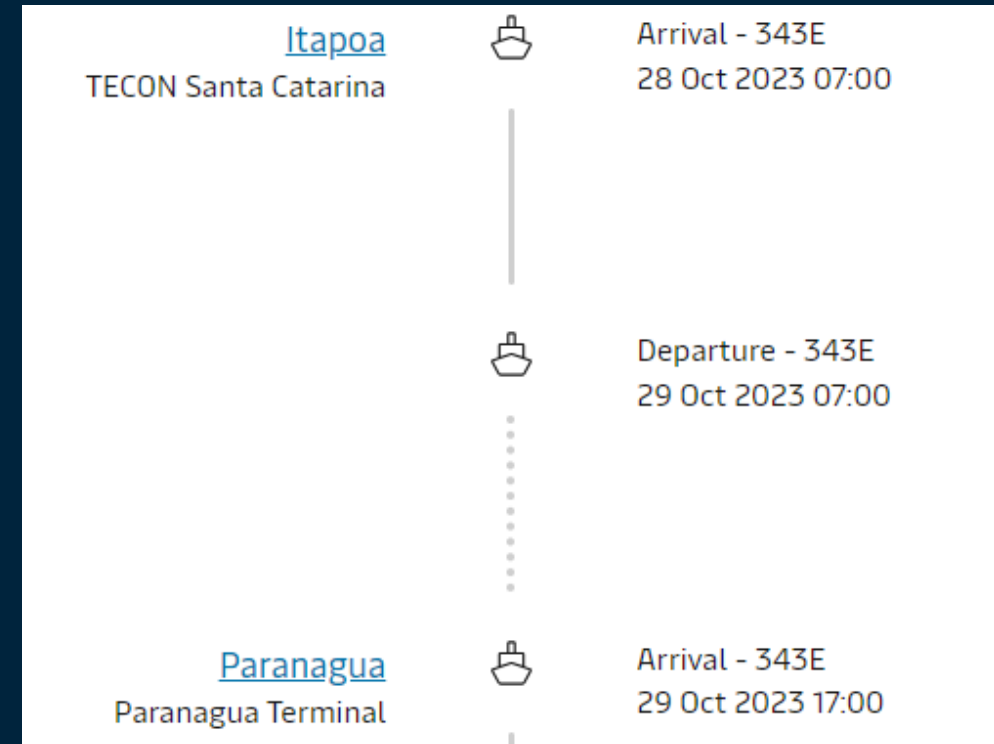 Itapoa
TECON Santa Catarina
Arrival - 343E
28 Oct 2023 07:00
Departure - 343E
29 Oct 2023 07:00
Paranagua
Paranagua Terminal
Arrival - 343E
29 Oct 2023 17:00